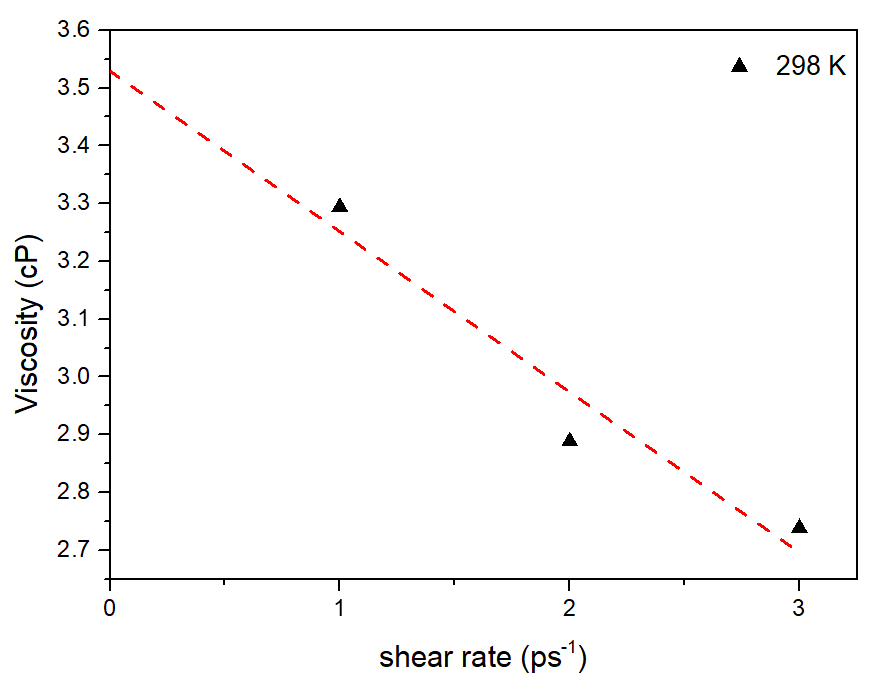 298 K
3.6
3.5
3.4
3.3
3.2
3.1
3.0
2.9
2.8
2.7
Viscosity (cP)
0 1 2 3
shear rate (ps⁻¹)